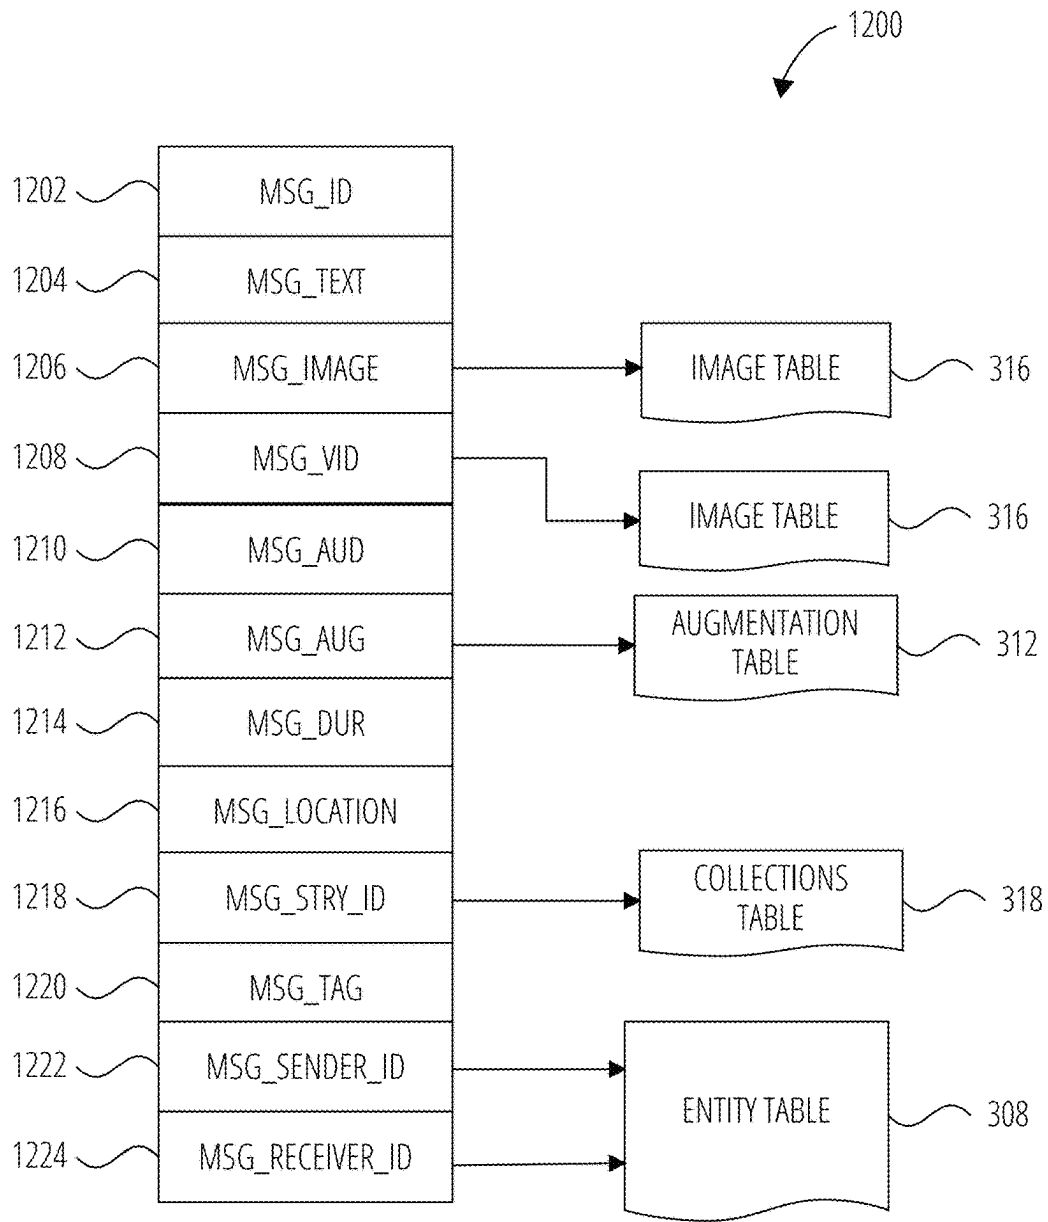 1200
1202 MSG_ID
1204 MSG_TEXT
1206 MSG_IMAGE IMAGE TABLE 316
1208 MSG_VID IMAGE TABLE 316
1210 MSG_AUD
1212 MSG_AUG AUGMENTATION
TABLE 312
1214 MSG_DUR
1216 MSG_LOCATION
1218 MSG_STRY_ID COLLECTIONS
TABLE 318
1220 MSG_TAG
1222 MSG_SENDER_ID
ENTITY TABLE 308
1224 MSG_RECEIVER_ID